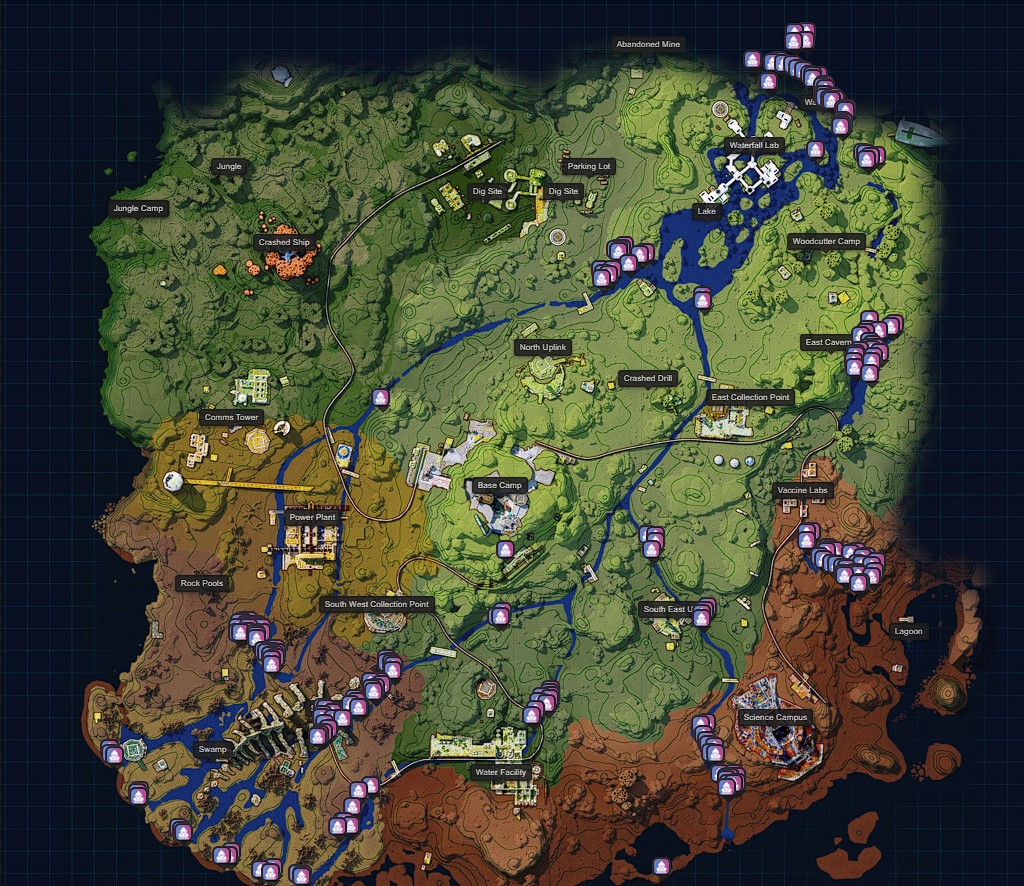 Abandoned Mine
Waterfall Lab
Jungle
Parking Lot
Dig Site
Dig Site
Jungle Camp
Lake
Crashed Ship
Woodcutter Camp
East Cavern
North Uplink
Crashed Drill
East Collection Point
Comms Tower
Base Camp
Vaccine Labs
Power Plant
Rock Pools
South West Collection Point
South East U
Lagoon
Science Campus
Swamp
Water Facility